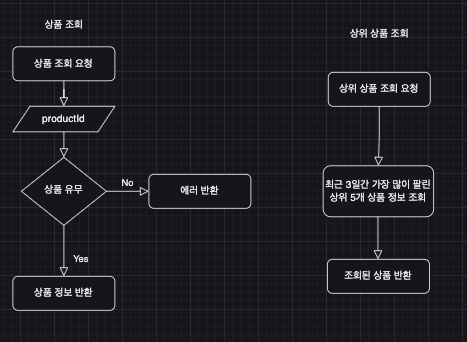 상품 조회
상품 조회 요청
productId
상품 유무
No
에러 반환
Yes
상품 정보 반환
상위 상품 조회
상위 상품 조회 요청
최근 3일간 가장 많이 팔린
상위 5개 상품 정보 조회
조회된 상품 반환